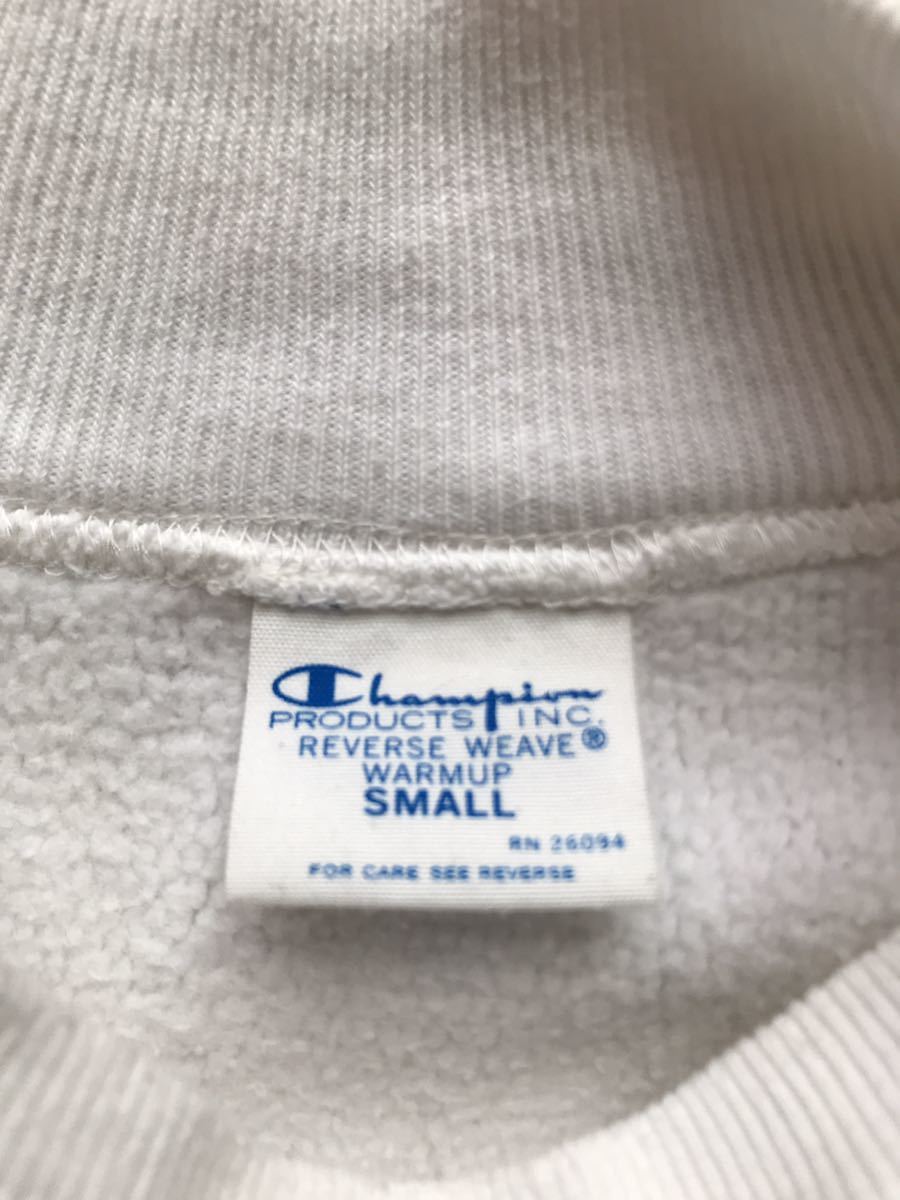 Champion
PRODUCTS INC.
REVERSE WEAVE®
WARMUP
SMALL
RN 26094
FOR CARE SEE REVERSE